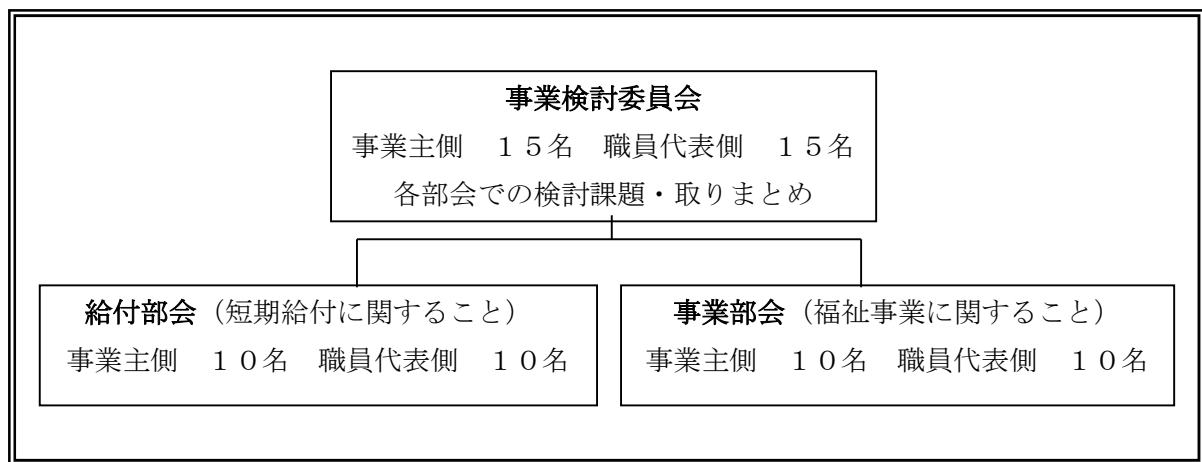 事業検討委員会
事業主側　１５名　職員代表側　１５名
各部会での検討課題・取りまとめ
給付部会（短期給付に関すること）
事業主側　１０名　職員代表側　１０名
事業部会（福祉事業に関すること）
事業主側　１０名　職員代表側　１０名